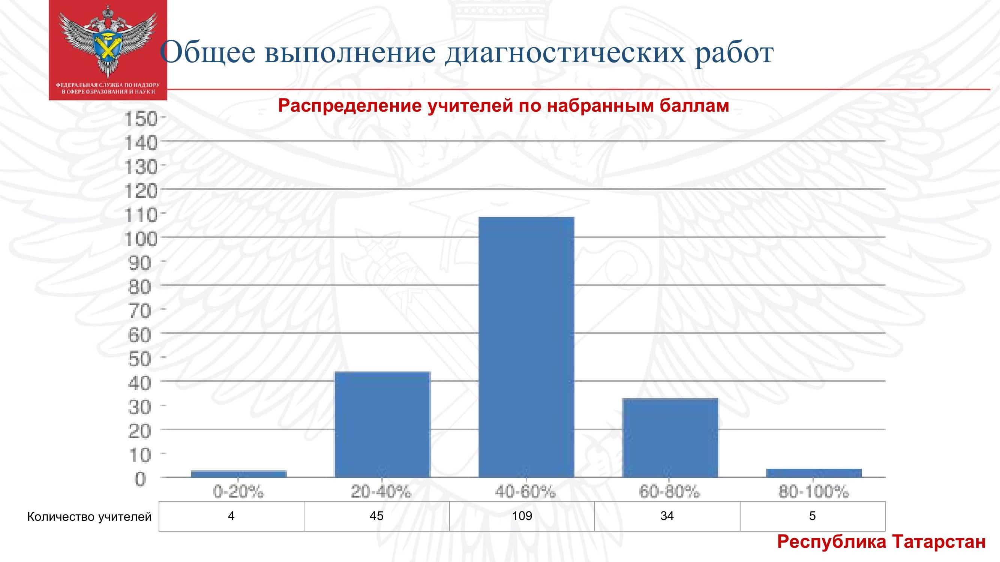 Общее выполнение диагностических работ
ФЕДЕРАЛЬНАЯ СЛУЖБА ПО НАДЗОРУ
В СФЕРЕ ОБРАЗОВАНИЯ И НАУКИ
Распределение учителей по набранным баллам
150
140
130
120
110
100
90
80
70
60
50
40
30
20
10
0
0-20% 20-40% 40-60% 60-80% 80-100%
Количество учителей 4 45 109 34 5
Республика Татарстан